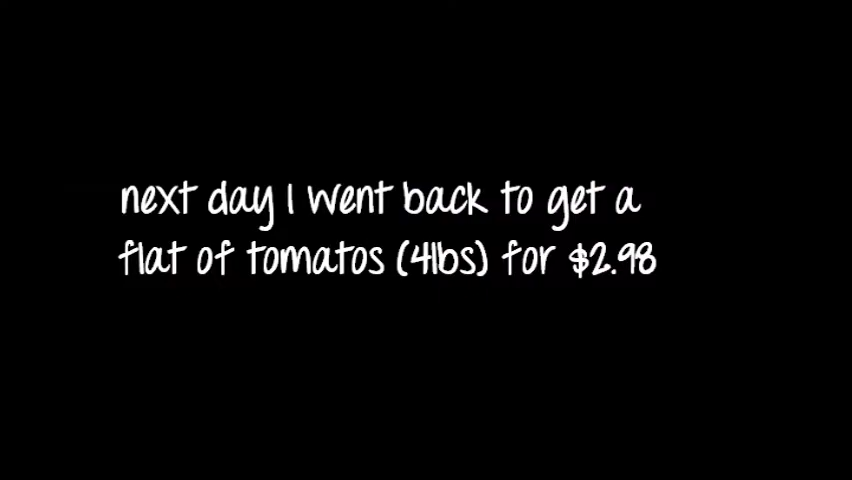 next day I went back to get a
flat of tomatos (4lbs) for $2.98